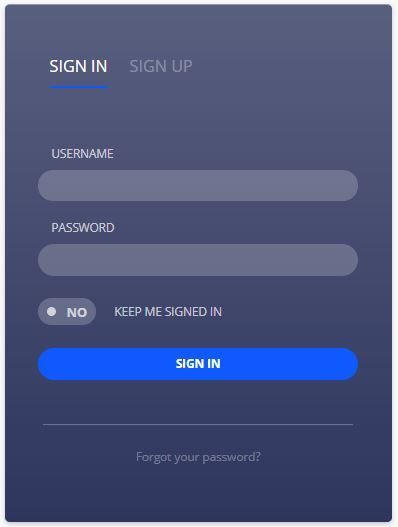 SIGN IN SIGN UP
USERNAME
PASSWORD
NO KEEP ME SIGNED IN
SIGN IN
Forgot your password?